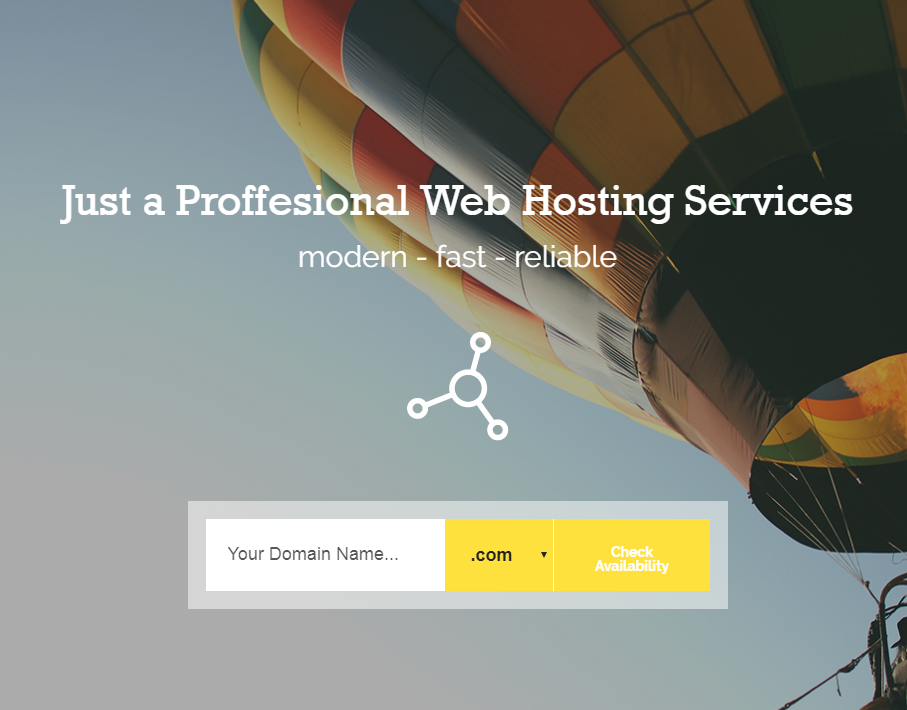 Just a Proffesional Web Hosting Services
modern - fast - reliable
Your Domain Name...
.com
Check
Availability